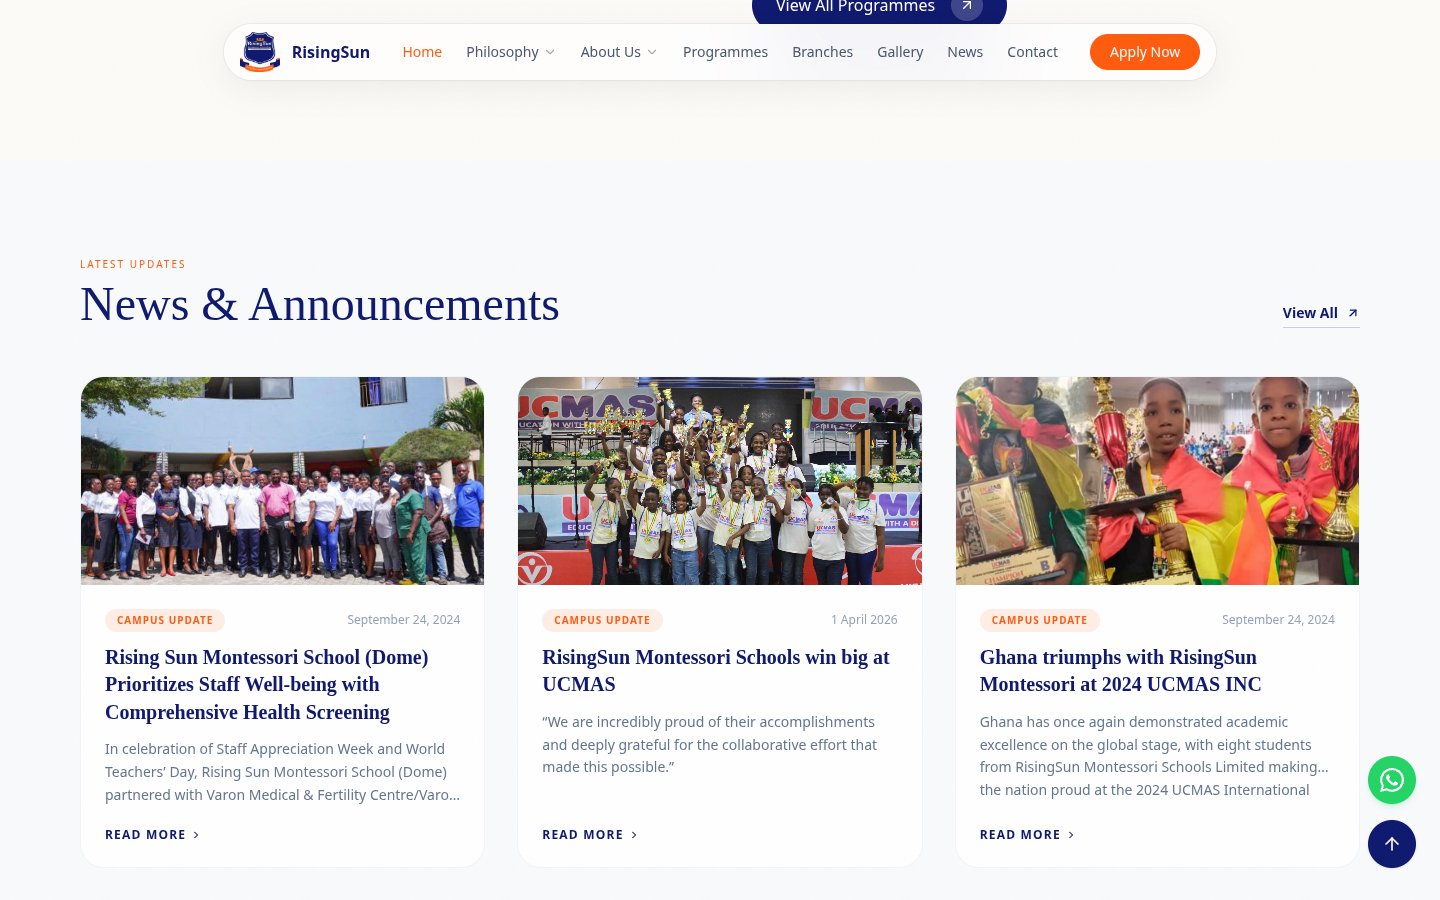 View All Programmes
RisingSun
Home
Philosophy
About Us
Programmes
Branches
Gallery
News
Contact
Apply Now
LATEST UPDATES
News & Announcements
View All
UCMAS
UCMAS
CAMPUS UPDATE
September 24, 2024
Rising Sun Montessori School (Dome)
Prioritizes Staff Well-being with
Comprehensive Health Screening
In celebration of Staff Appreciation Week and World
Teachers’ Day, Rising Sun Montessori School (Dome)
partnered with Varon Medical & Fertility Centre/Varo...
READ MORE
CAMPUS UPDATE
1 April 2026
RisingSun Montessori Schools win big at
UCMAS
“We are incredibly proud of their accomplishments
and deeply grateful for the collaborative effort that
made this possible.”
READ MORE
CAMPUS UPDATE
September 24, 2024
Ghana triumphs with RisingSun
Montessori at 2024 UCMAS INC
Ghana has once again demonstrated academic
excellence on the global stage, with eight students
from RisingSun Montessori Schools Limited making...
the nation proud at the 2024 UCMAS International
READ MORE